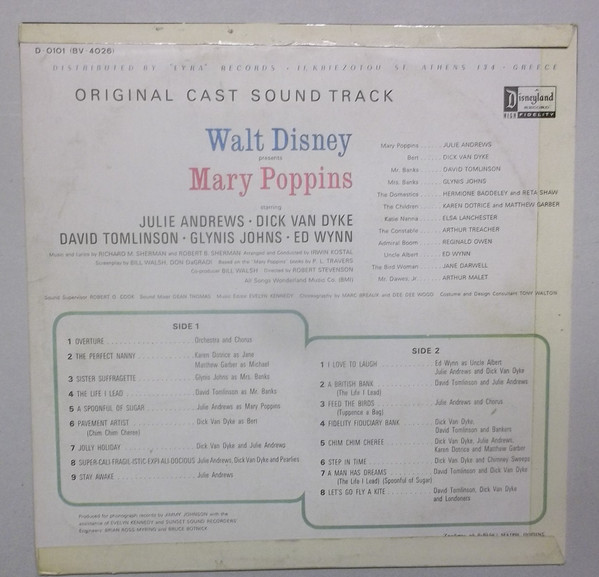 D-0101 (BV-4026)
DISTRIBUTED BY "LYRA" RECORDS - 11, KRIEZOTOU ST. ATHENS 134 - GREECE
ORIGINAL CAST SOUND TRACK
Disneyland
HIGH FIDELITY
Walt Disney
presents
Mary Poppins
starring
JULIE ANDREWS · DICK VAN DYKE
DAVID TOMLINSON · GLYNIS JOHNS · ED WYNN
Music and Lyrics by RICHARD M. SHERMAN and ROBERT B. SHERMAN Arranged and Conducted by IRWIN KOSTAL
Screenplay by BILL WALSH, DON DaGRADI Based on the "Mary Poppins" books by P. L. TRAVERS
Co-producer BILL WALSH Directed by ROBERT STEVENSON
All Songs Wonderland Music Co. (BMI)
Mary Poppins ..... JULIE ANDREWS
Bert ..... DICK VAN DYKE
Mr. Banks ..... DAVID TOMLINSON
Mrs. Banks ..... GLYNIS JOHNS
The Domestics ..... HERMIONE BADDELEY and RETA SHAW
The Children ..... KAREN DOTRICE and MATTHEW GARBER
Katie Nanna ..... ELSA LANCHESTER
The Constable ..... ARTHUR TREACHER
Admiral Boom ..... REGINALD OWEN
Uncle Albert ..... ED WYNN
The Bird Woman ..... JANE DARWELL
Mr. Dawes, Jr. ..... ARTHUR MALET
Sound Supervisor ROBERT O. COOK Sound Mixer DEAN THOMAS Music Editor EVELYN KENNEDY Choreography by MARC BREAUX and DEE DEE WOOD Costume and Design Consultant TONY WALTON
SIDE 1
1 OVERTURE ..... Orchestra and Chorus
2 THE PERFECT NANNY ..... Karen Dotrice as Jane
Matthew Garber as Michael
3 SISTER SUFFRAGETTE ..... Glynis Johns as Mrs. Banks
4 THE LIFE I LEAD ..... David Tomlinson as Mr. Banks
5 A SPOONFUL OF SUGAR ..... Julie Andrews as Mary Poppins
6 PAVEMENT ARTIST ..... Dick Van Dyke as Bert
(Chim Chim Cheree)
7 JOLLY HOLIDAY ..... Dick Van Dyke and Julie Andrews
8 SUPER-CALI-FRAGIL-ISTIC-EXPI-ALI-DOCIOUS Julie Andrews, Dick Van Dyke and Pearlies
9 STAY AWAKE ..... Julie Andrews
SIDE 2
1 I LOVE TO LAUGH ..... Ed Wynn as Uncle Albert
Julie Andrews and Dick Van Dyke
2 A BRITISH BANK ..... David Tomlinson and Julie Andrews
(The Life I Lead)
3 FEED THE BIRDS ..... Julie Andrews and Chorus
(Tuppence a Bag)
4 FIDELITY FIDUCIARY BANK ..... Dick Van Dyke,
David Tomlinson and Bankers
5 CHIM CHIM CHEREE ..... Dick Van Dyke, Julie Andrews,
Karen Dotrice and Matthew Garber
6 STEP IN TIME ..... Dick Van Dyke and Chimney Sweeps
7 A MAN HAS DREAMS ..... David Tomlinson and Dick Van Dyke
(The Life I Lead) (Spoonful of Sugar)
8 LET'S GO FLY A KITE ..... David Tomlinson, Dick Van Dyke
and Londoners
Produced for phonograph records by JIMMY JOHNSON with the
assistance of EVELYN KENNEDY and SUNSET SOUND RECORDERS
Engineers: BRIAN ROSS-MYRING and BRUCE BOTNICK